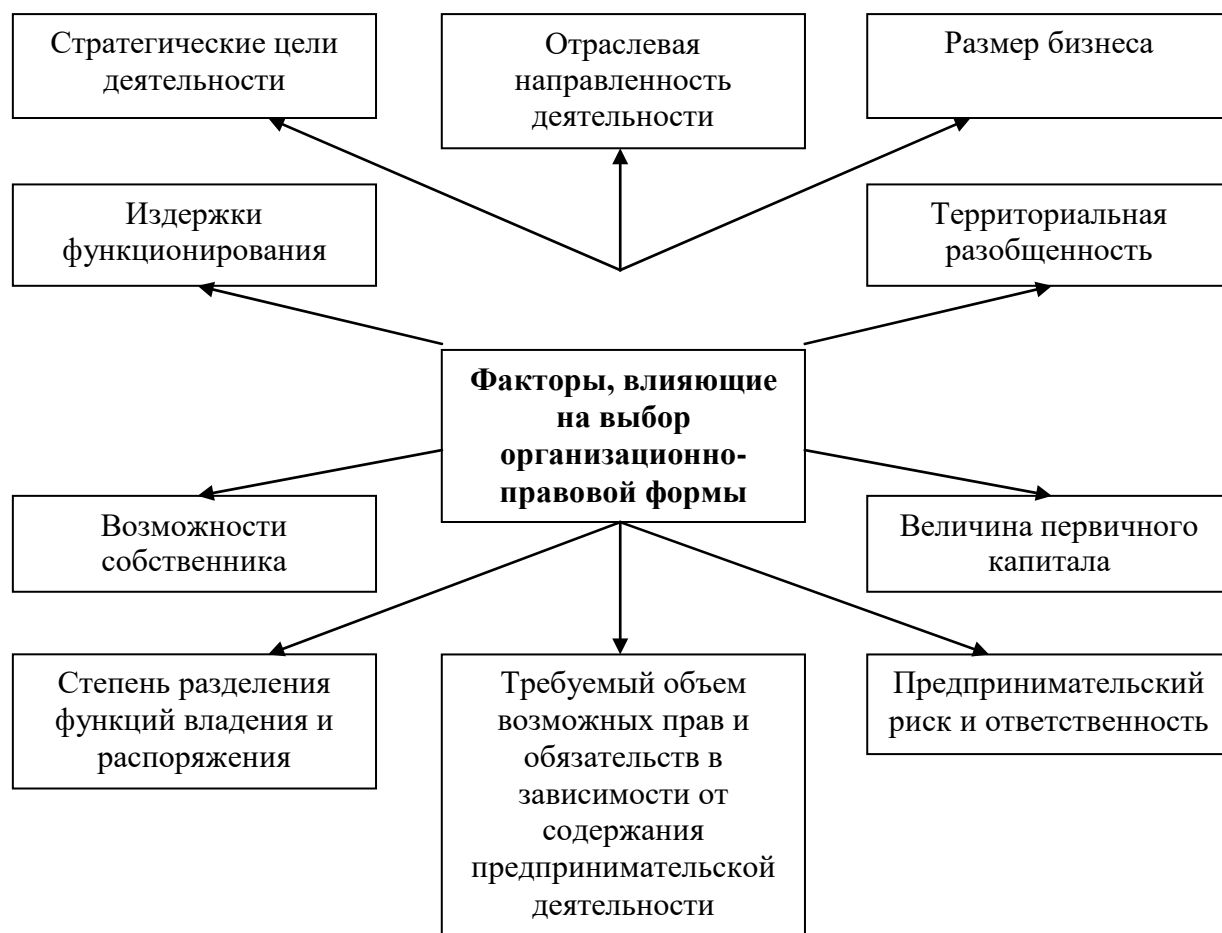 Стратегические цели
деятельности
Отраслевая
направленность
деятельности
Размер бизнеса
Издержки
функционирования
Территориальная
разобщенность
Факторы, влияющие
на выбор
организационно-
правовой формы
Возможности
собственника
Величина первичного
капитала
Степень разделения
функций владения и
распоряжения
Требуемый объем
возможных прав и
обязательств в
зависимости от
содержания
предпринимательской
деятельности
Предпринимательский
риск и ответственность